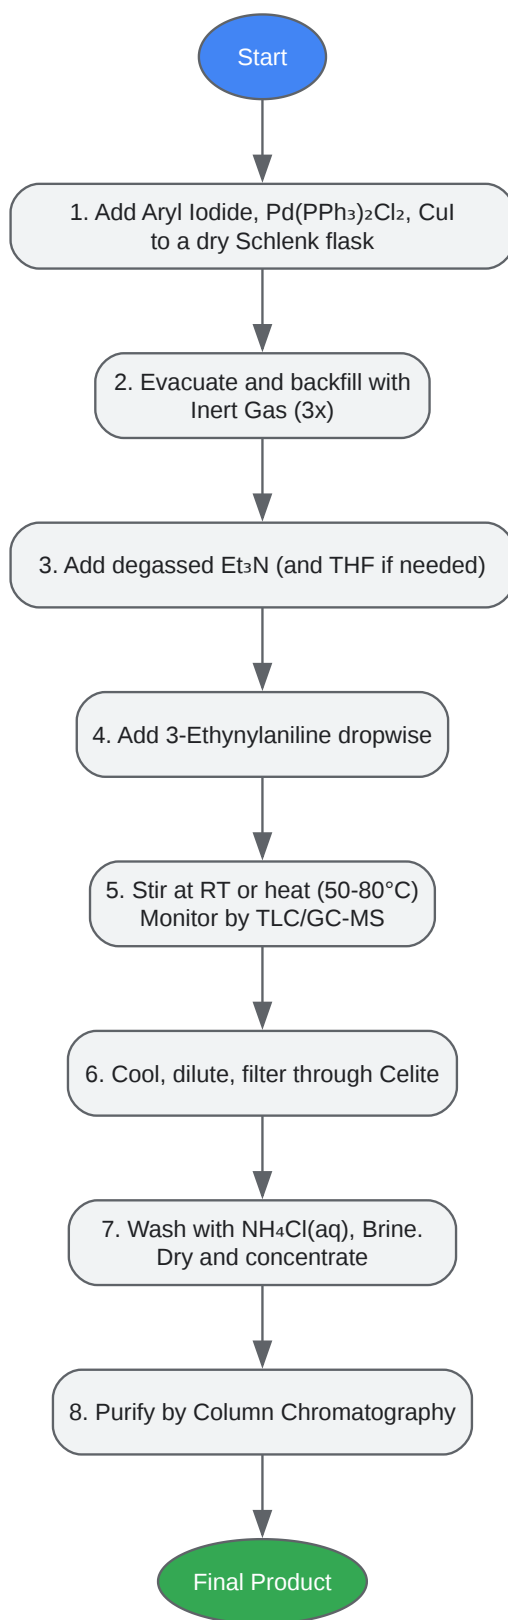 Start
1. Add Aryl Iodide, Pd(PPh₃)₂Cl₂, CuI
to a dry Schlenk flask
2. Evacuate and backfill with
Inert Gas (3x)
3. Add degassed Et₃N (and THF if needed)
4. Add 3-Ethynylaniline dropwise
5. Stir at RT or heat (50-80°C)
Monitor by TLC/GC-MS
6. Cool, dilute, filter through Celite
7. Wash with NH₄Cl(aq), Brine.
Dry and concentrate
8. Purify by Column Chromatography
Final Product